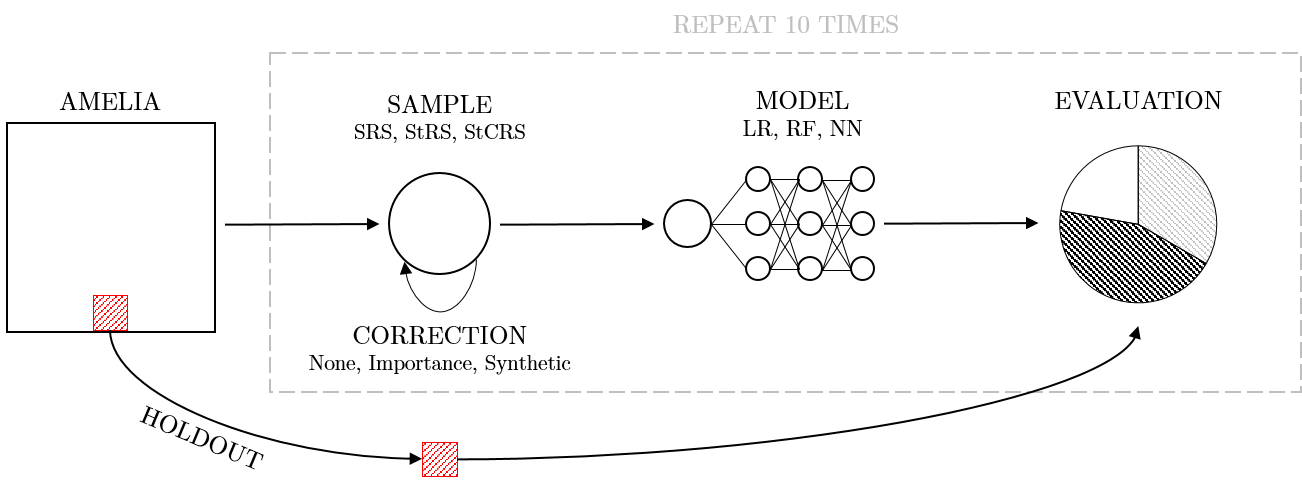 REPEAT 10 TIMES
AMELIA
SAMPLE
SRS, StRS, StCRS
MODEL
LR, RF, NN
EVALUATION
CORRECTION
None, Importance, Synthetic
HOLDOUT